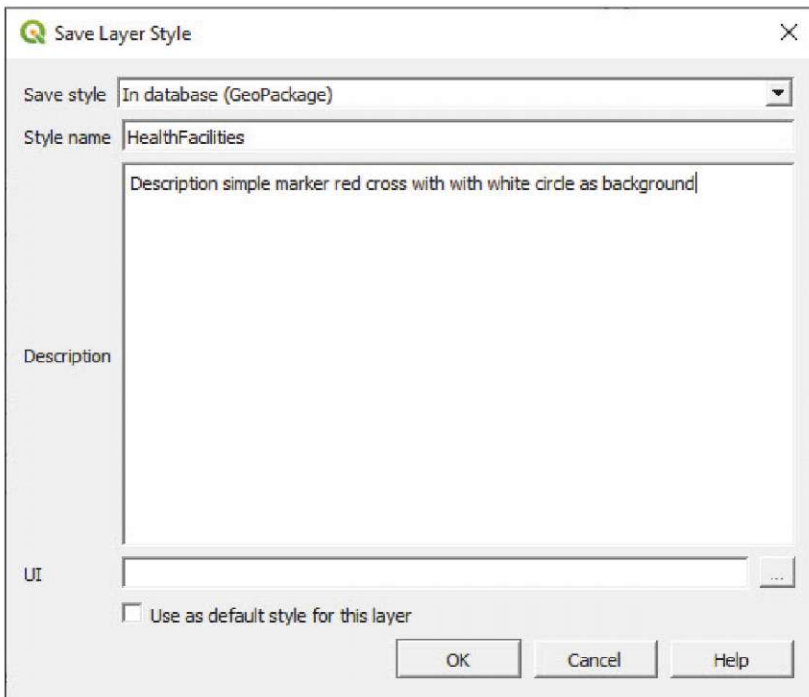 Save Layer Style
Save style In database (GeoPackage)
Style name HealthFacilities
Description simple marker red cross with with white circle as background
Description
UI ...
Use as default style for this layer
OK Cancel Help